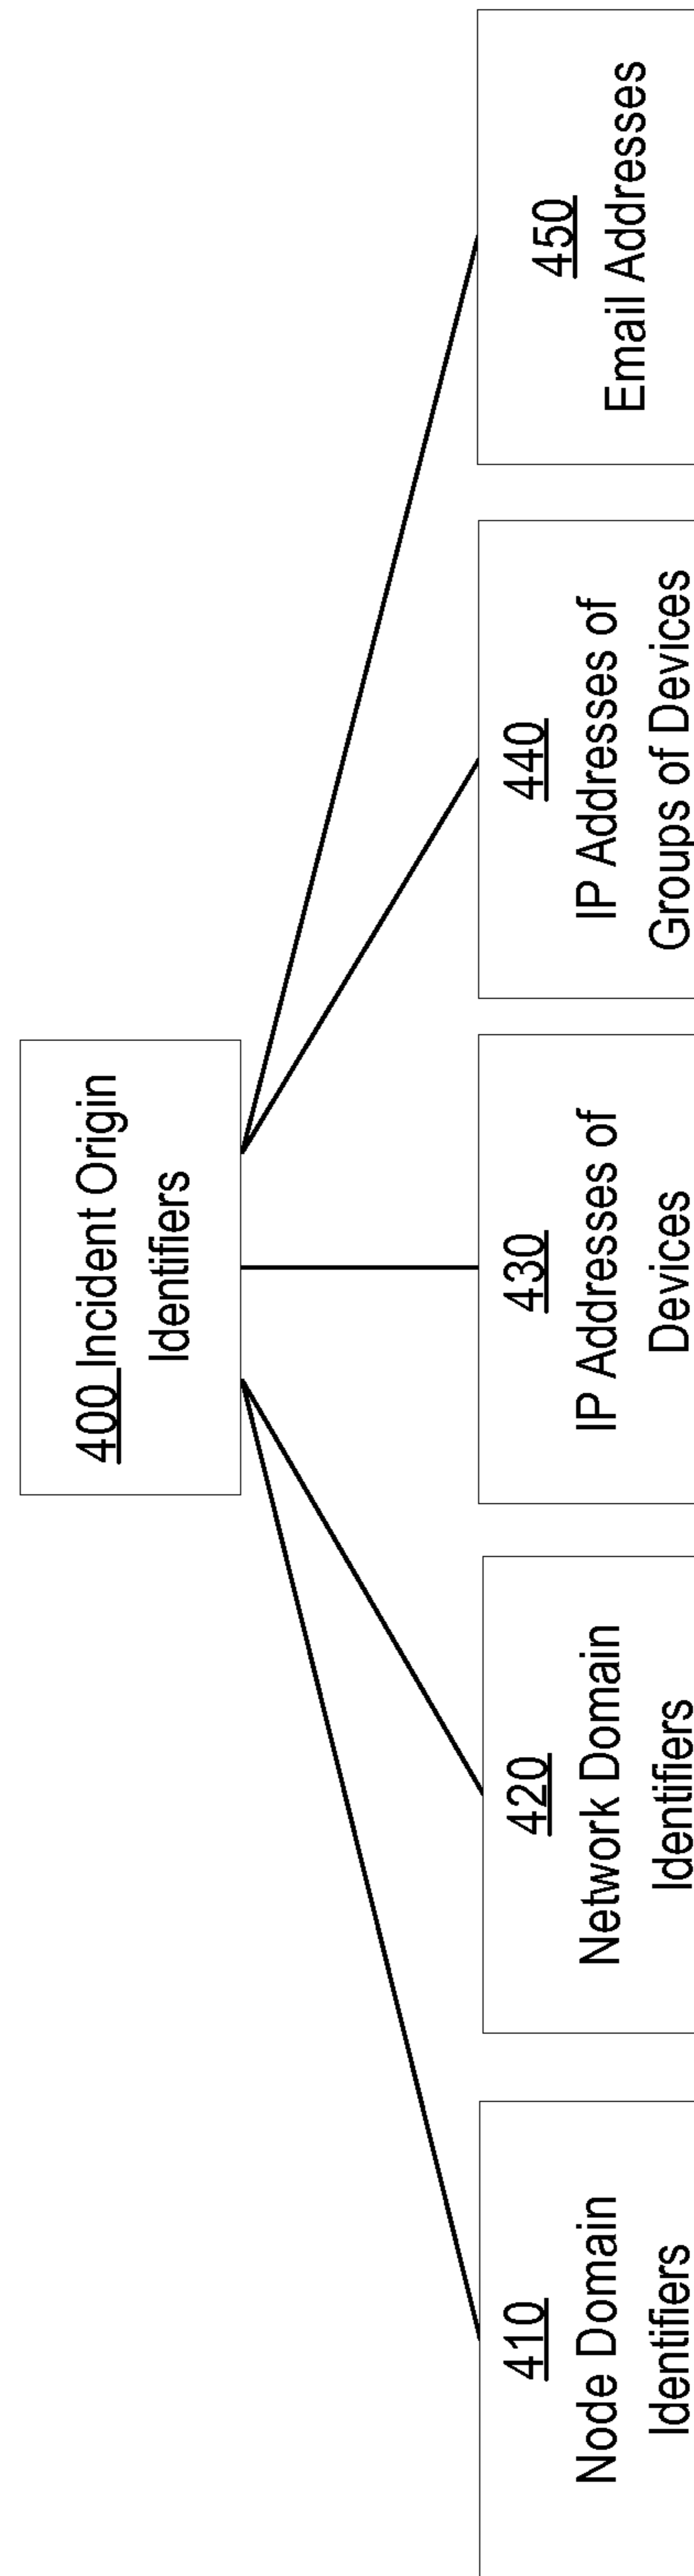 400 Incident Origin
Identifiers
410
Node Domain
Identifiers
420
Network Domain
Identifiers
430
IP Addresses of
Devices
440
IP Addresses of
Groups of Devices
450
Email Addresses